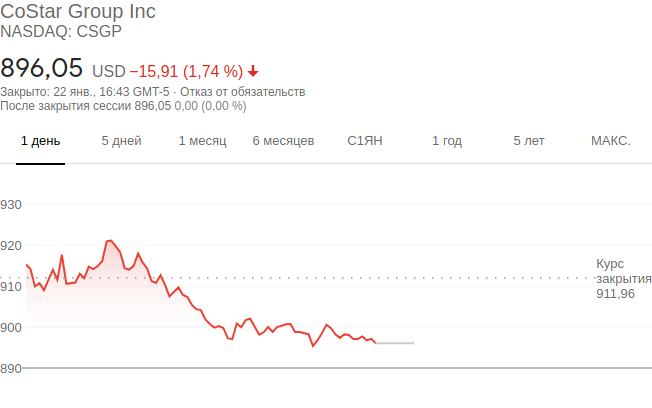 CoStar Group Inc
NASDAQ: CSGP
896,05 USD −15,91 (1,74 %)
Закрыто: 22 янв., 16:43 GMT-5 · Отказ от обязательств
После закрытия сессии 896,05 0,00 (0,00 %)
1 день 5 дней 1 месяц 6 месяцев С1ЯН 1 год 5 лет МАКС.
930
920
910
900
890
Курс
закрытия
911,96